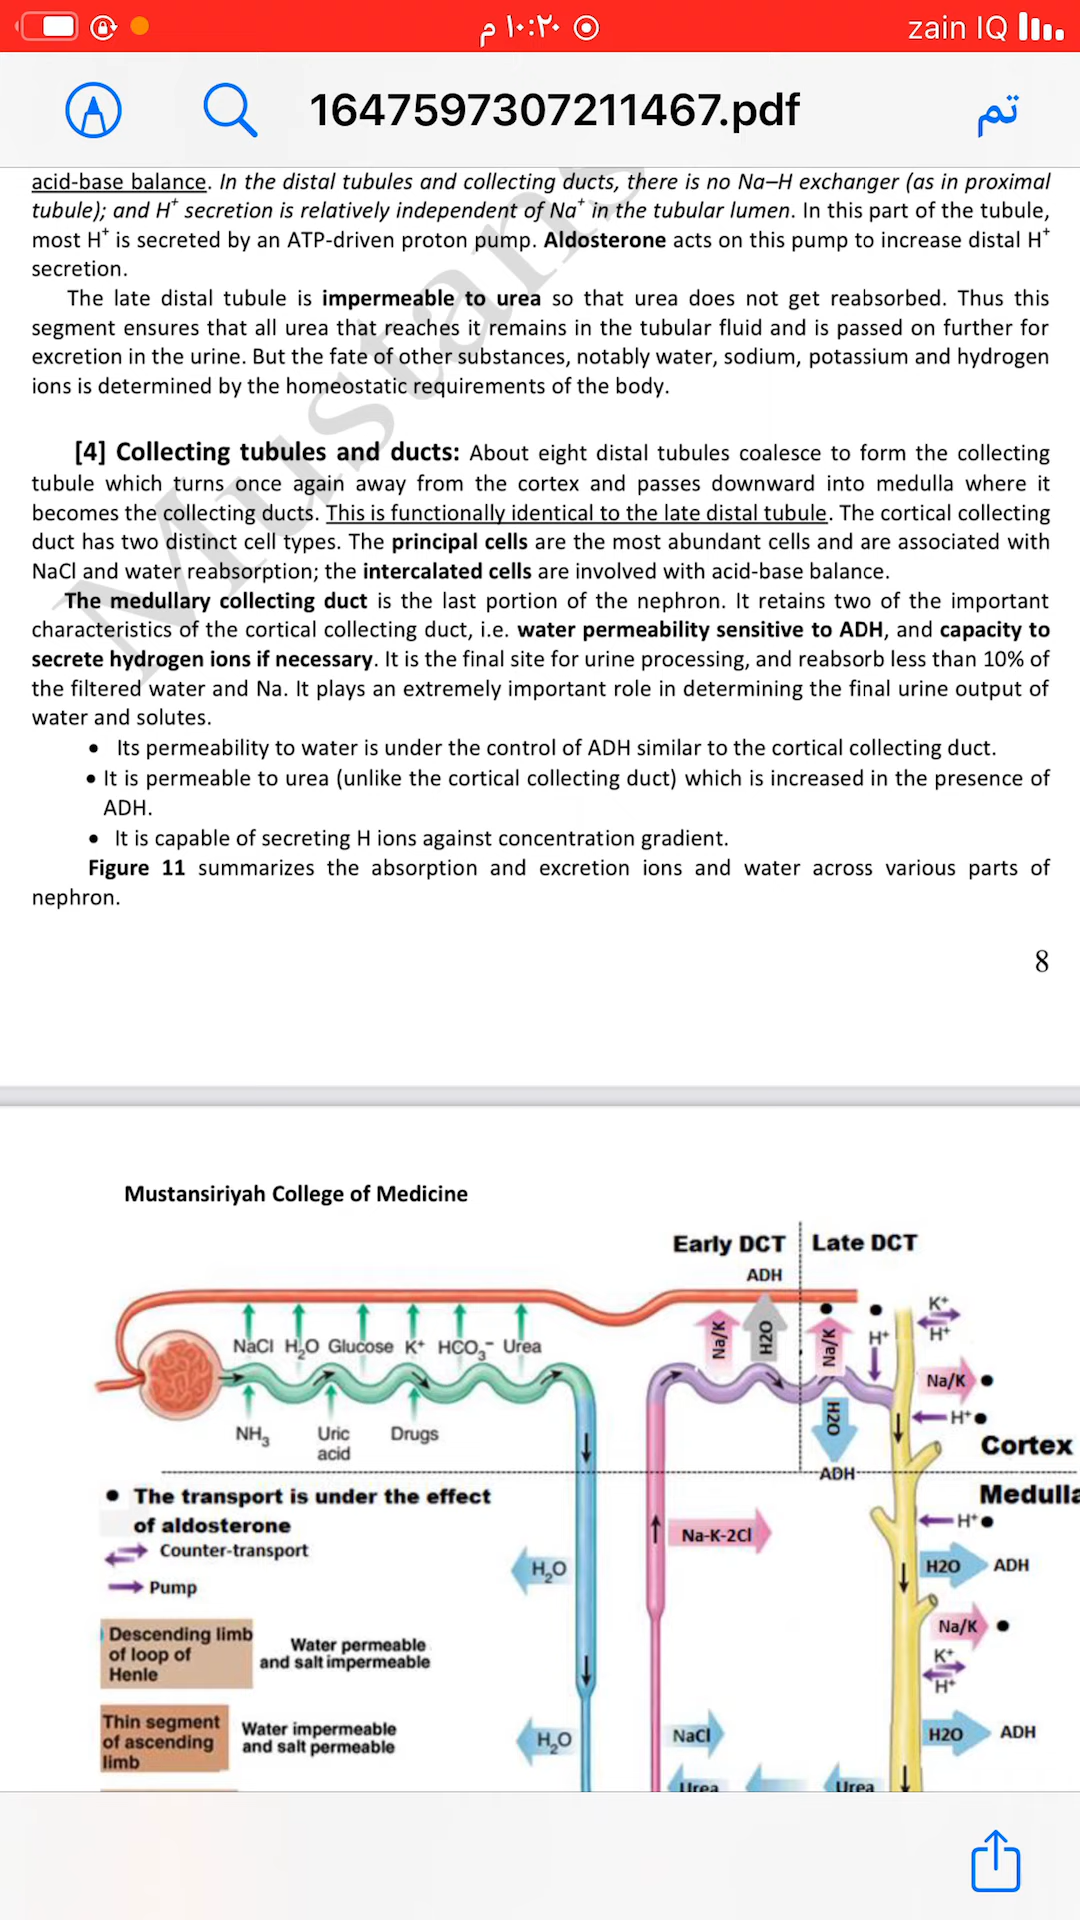 م ١٠:٢٠
zain IQ
1647597307211467.pdf
تم
acid-base balance. In the distal tubules and collecting ducts, there is no Na–H exchanger (as in proximal
tubule); and H⁺ secretion is relatively independent of Na⁺ in the tubular lumen. In this part of the tubule,
most H⁺ is secreted by an ATP-driven proton pump. Aldosterone acts on this pump to increase distal H⁺
secretion.
The late distal tubule is impermeable to urea so that urea does not get reabsorbed. Thus this
segment ensures that all urea that reaches it remains in the tubular fluid and is passed on further for
excretion in the urine. But the fate of other substances, notably water, sodium, potassium and hydrogen
ions is determined by the homeostatic requirements of the body.
[4] Collecting tubules and ducts: About eight distal tubules coalesce to form the collecting
tubule which turns once again away from the cortex and passes downward into medulla where it
becomes the collecting ducts. This is functionally identical to the late distal tubule. The cortical collecting
duct has two distinct cell types. The principal cells are the most abundant cells and are associated with
NaCl and water reabsorption; the intercalated cells are involved with acid-base balance.
The medullary collecting duct is the last portion of the nephron. It retains two of the important
characteristics of the cortical collecting duct, i.e. water permeability sensitive to ADH, and capacity to
secrete hydrogen ions if necessary. It is the final site for urine processing, and reabsorb less than 10% of
the filtered water and Na. It plays an extremely important role in determining the final urine output of
water and solutes.
• Its permeability to water is under the control of ADH similar to the cortical collecting duct.
• It is permeable to urea (unlike the cortical collecting duct) which is increased in the presence of
ADH.
• It is capable of secreting H ions against concentration gradient.
Figure 11 summarizes the absorption and excretion ions and water across various parts of
nephron.
8
Mustansiriyah College of Medicine
Early DCT Late DCT
ADH
NaCl H₂O Glucose K⁺ HCO₃⁻ Urea
Na/K
H2O
Na/K
H⁺
K⁺
H⁺
Na/K
H⁺
H2O
NH₃ Uric acid Drugs
Cortex
ADH
Medulla
• The transport is under the effect
of aldosterone
Counter-transport
Pump
Na-K-2Cl
H⁺
H₂O
H2O ADH
Descending limb
of loop of
Henle
Water permeable
and salt impermeable
Na/K
K⁺
H⁺
Thin segment
of ascending
limb
Water impermeable
and salt permeable
H₂O
NaCl
H2O ADH
Urea
Urea